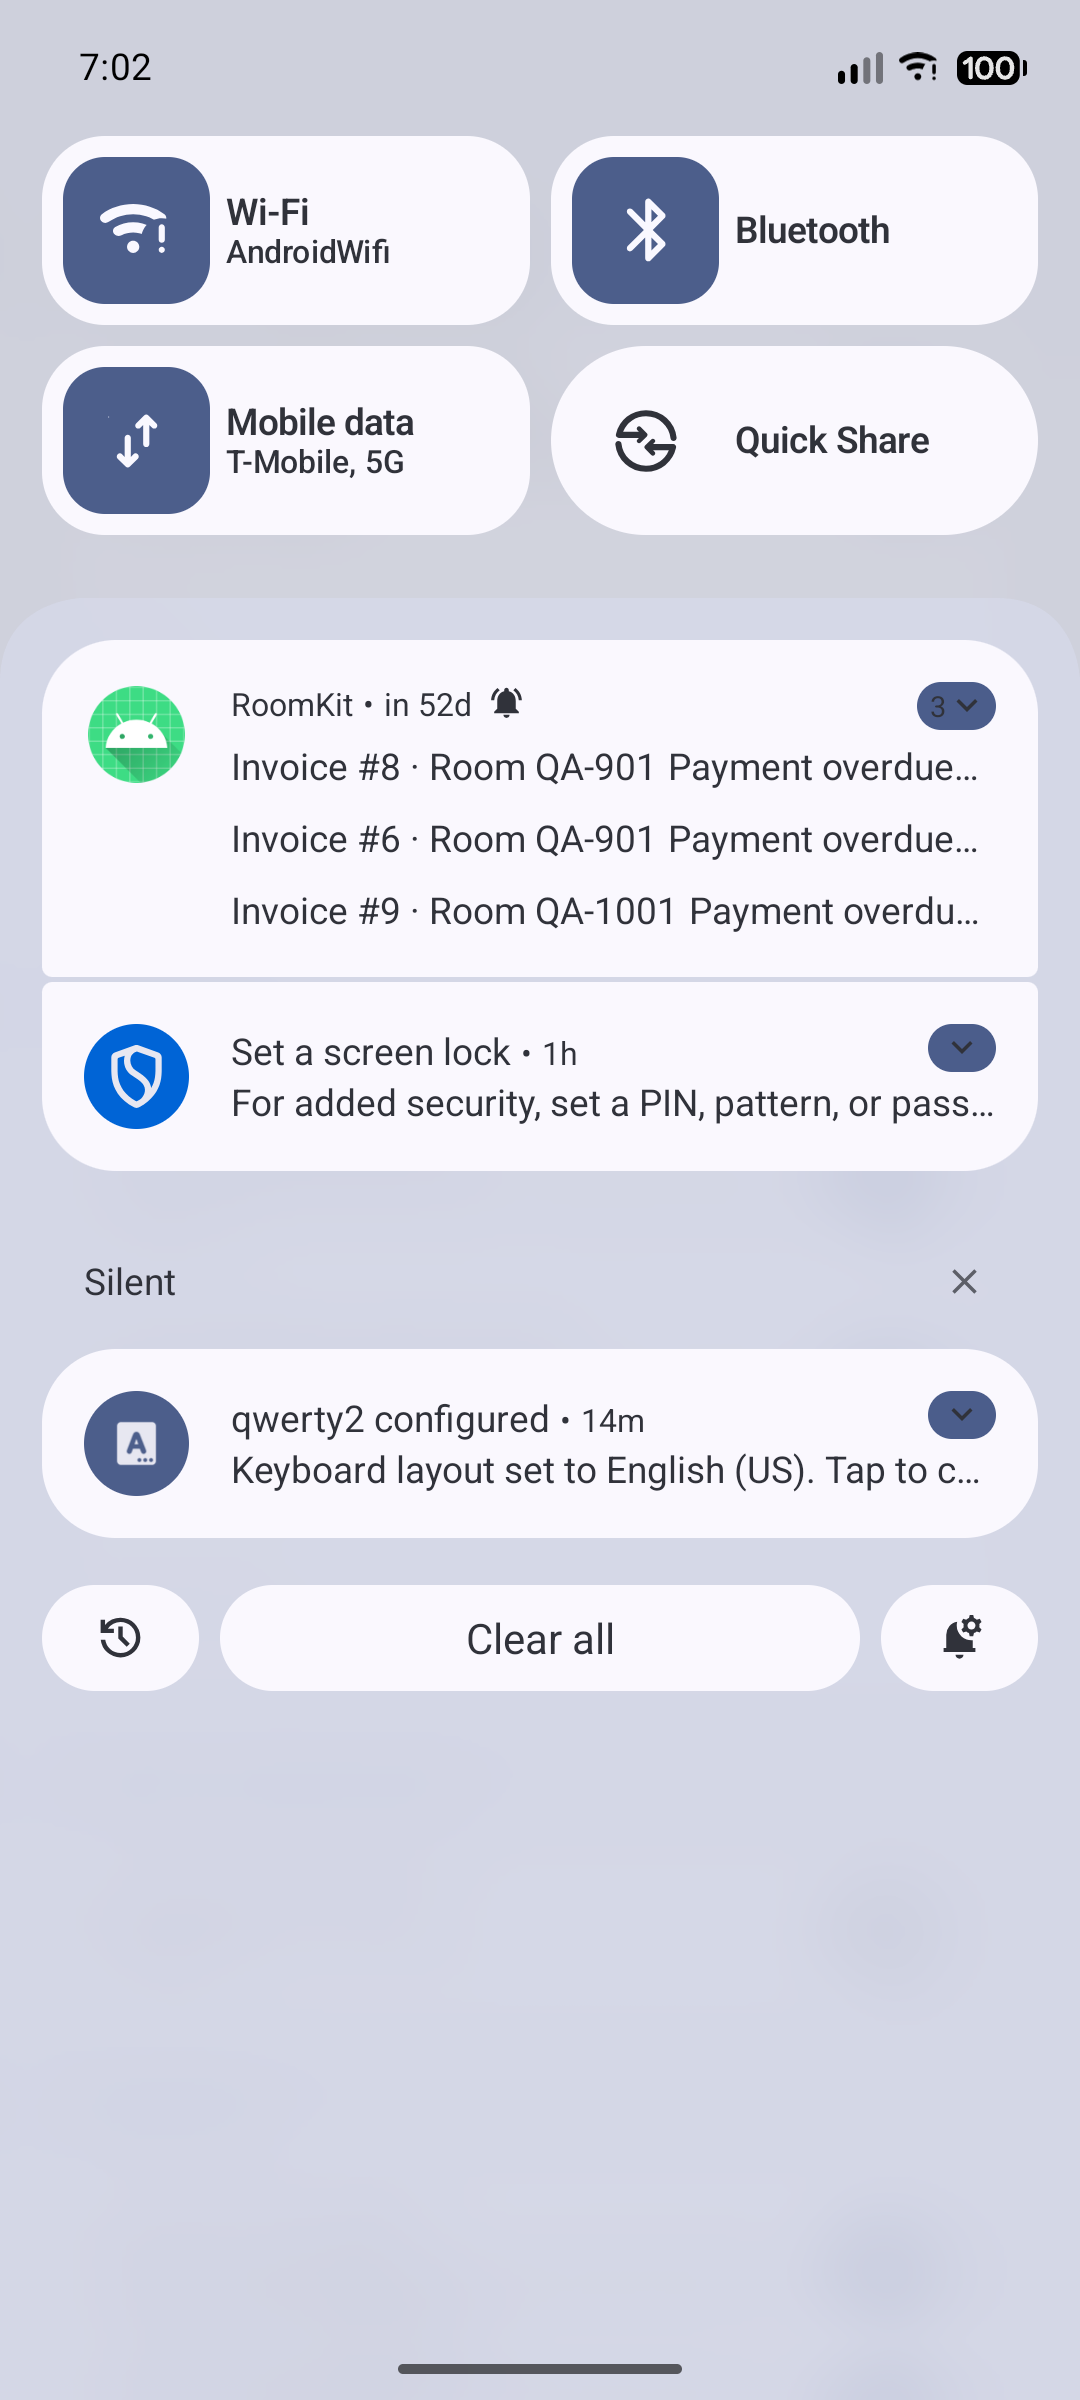 7:02
100
Wi-Fi
AndroidWifi
Bluetooth
Mobile data
T-Mobile, 5G
Quick Share
RoomKit • in 52d
3
Invoice #8 · Room QA-901 Payment overdue…
Invoice #6 · Room QA-901 Payment overdue…
Invoice #9 · Room QA-1001 Payment overdu…
Set a screen lock • 1h
For added security, set a PIN, pattern, or pass…
Silent
qwerty2 configured • 14m
A
Keyboard layout set to English (US). Tap to c…
Clear all